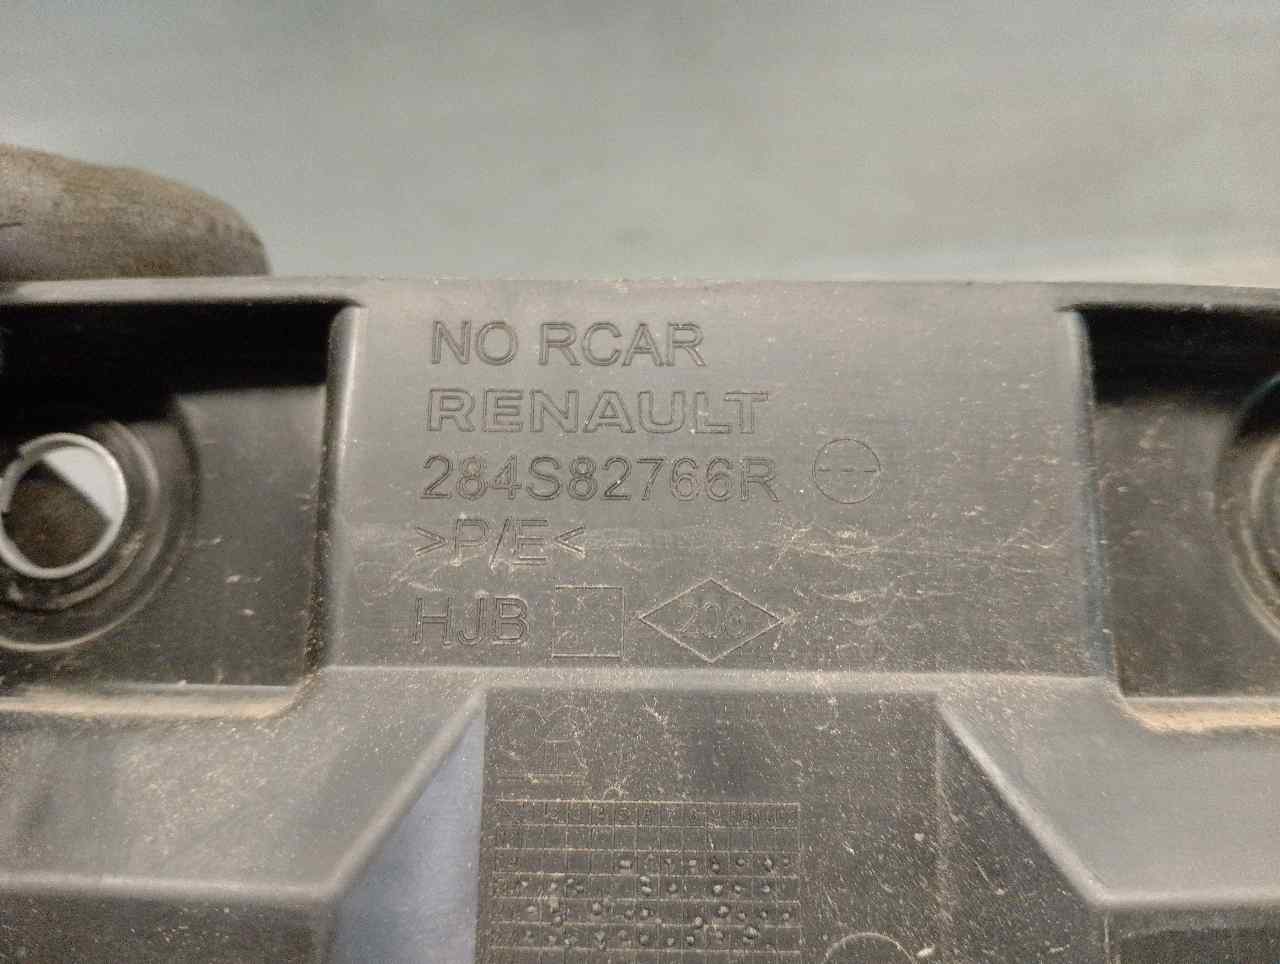 NO RCAR
RENAULT
284S82766R
>P/E<
HJB